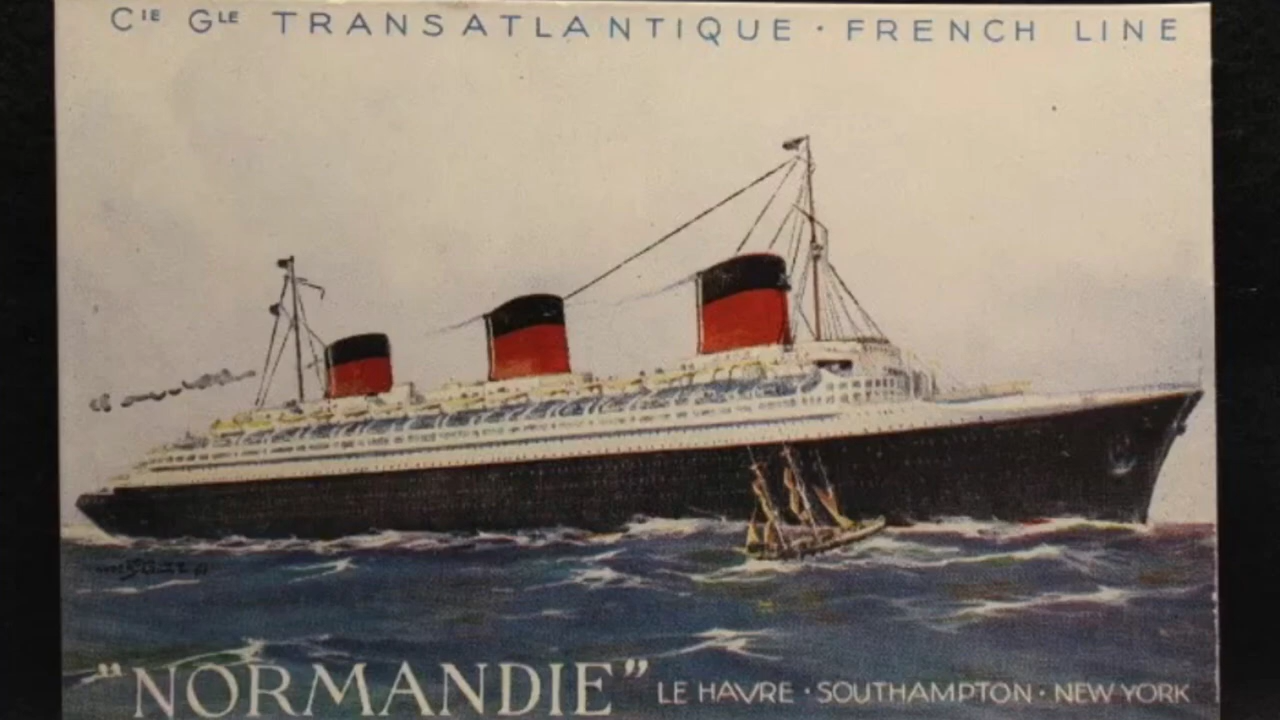 Cie Gle TRANSATLANTIQUE · FRENCH LINE
"NORMANDIE" LE HAVRE · SOUTHAMPTON · NEW YORK